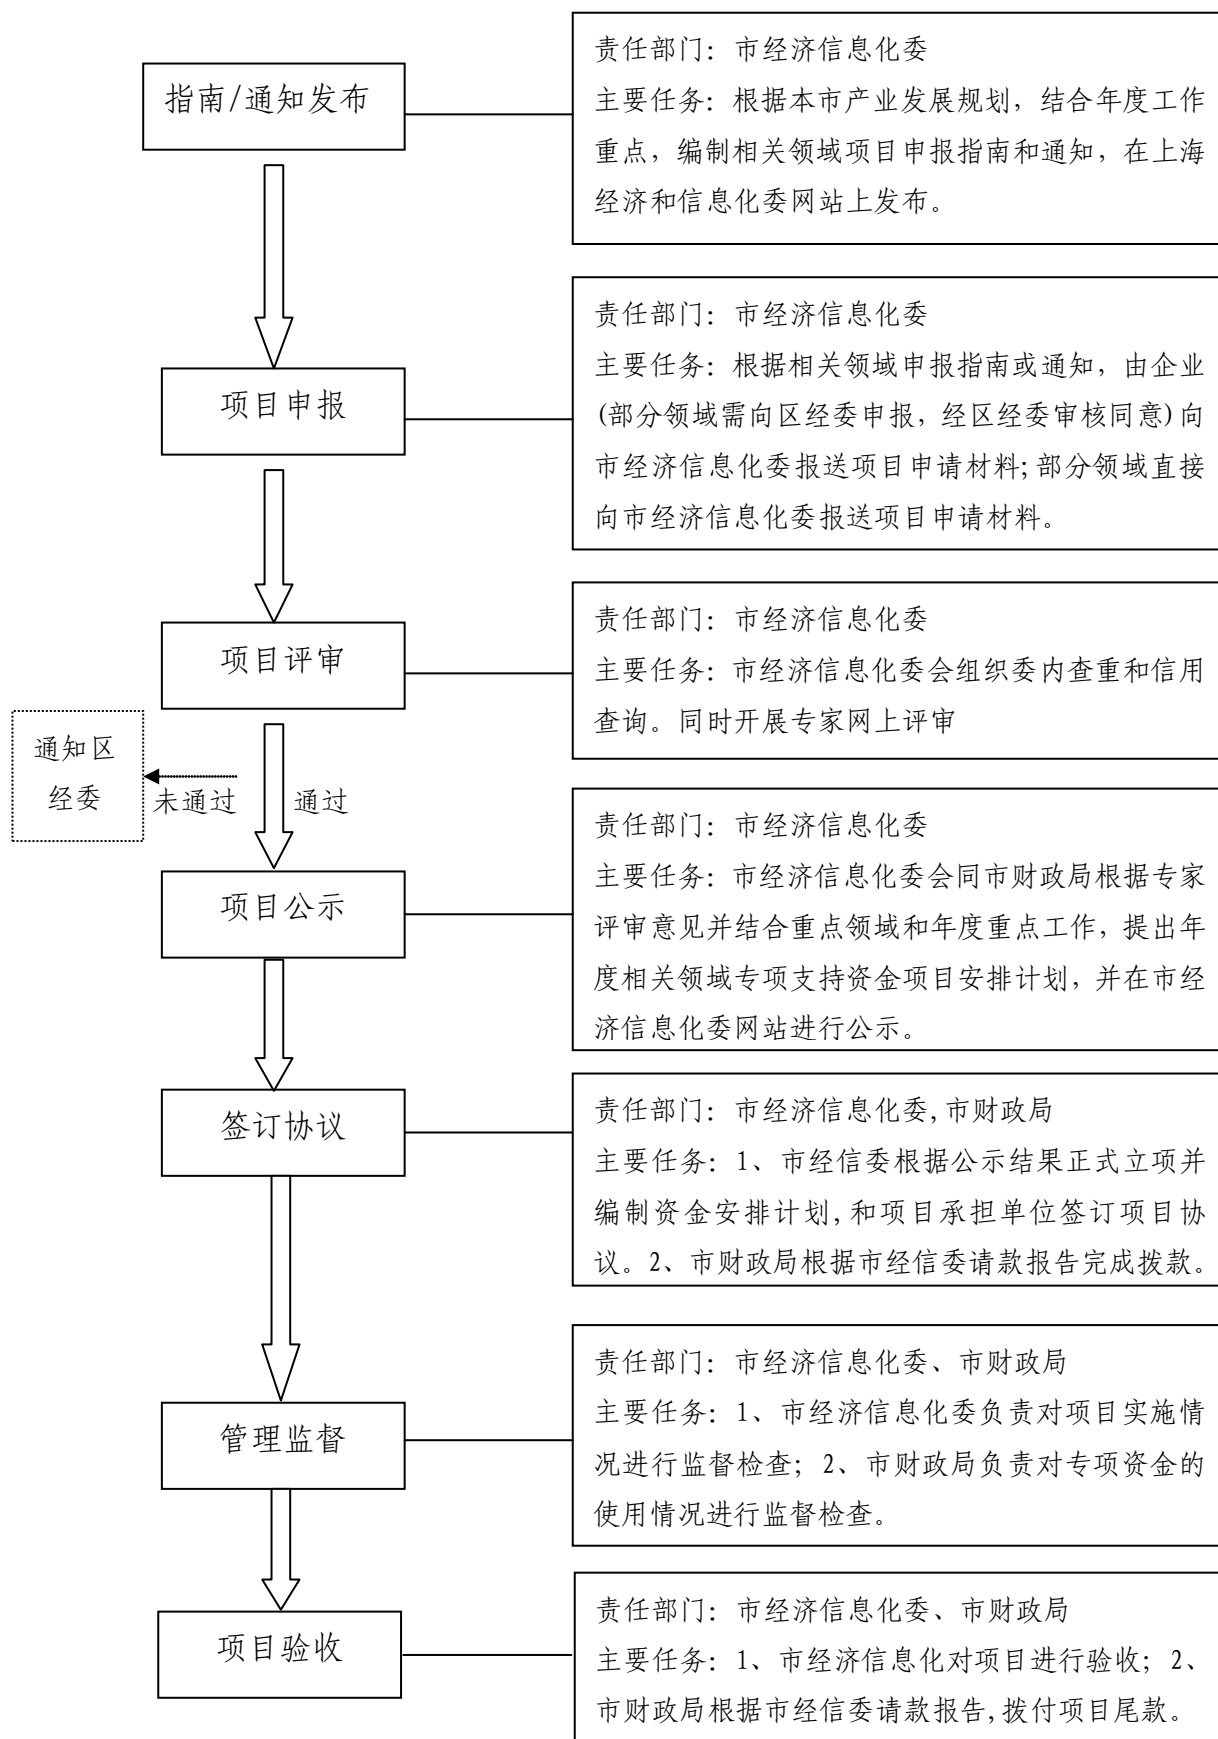 指南/通知发布
责任部门：市经济信息化委
主要任务：根据本市产业发展规划，结合年度工作
重点，编制相关领域项目申报指南和通知，在上海
经济和信息化委网站上发布。
项目申报
责任部门：市经济信息化委
主要任务：根据相关领域申报指南或通知，由企业
(部分领域需向区经委申报，经区经委审核同意)向
市经济信息化委报送项目申请材料;部分领域直接
向市经济信息化委报送项目申请材料。
项目评审
责任部门：市经济信息化委
主要任务：市经济信息化委会组织委内查重和信用
查询。同时开展专家网上评审
通知区
经委
未通过
通过
项目公示
责任部门：市经济信息化委
主要任务：市经济信息化委会同市财政局根据专家
评审意见并结合重点领域和年度重点工作，提出年
度相关领域专项支持资金项目安排计划，并在市经
济信息化委网站进行公示。
签订协议
责任部门：市经济信息化委,市财政局
主要任务：1、市经信委根据公示结果正式立项并
编制资金安排计划,和项目承担单位签订项目协
议。2、市财政局根据市经信委请款报告完成拨款。
管理监督
责任部门：市经济信息化委、市财政局
主要任务：1、市经济信息化委负责对项目实施情
况进行监督检查；2、市财政局负责对专项资金的
使用情况进行监督检查。
项目验收
责任部门：市经济信息化委、市财政局
主要任务：1、市经济信息化对项目进行验收；2、
市财政局根据市经信委请款报告,拨付项目尾款。